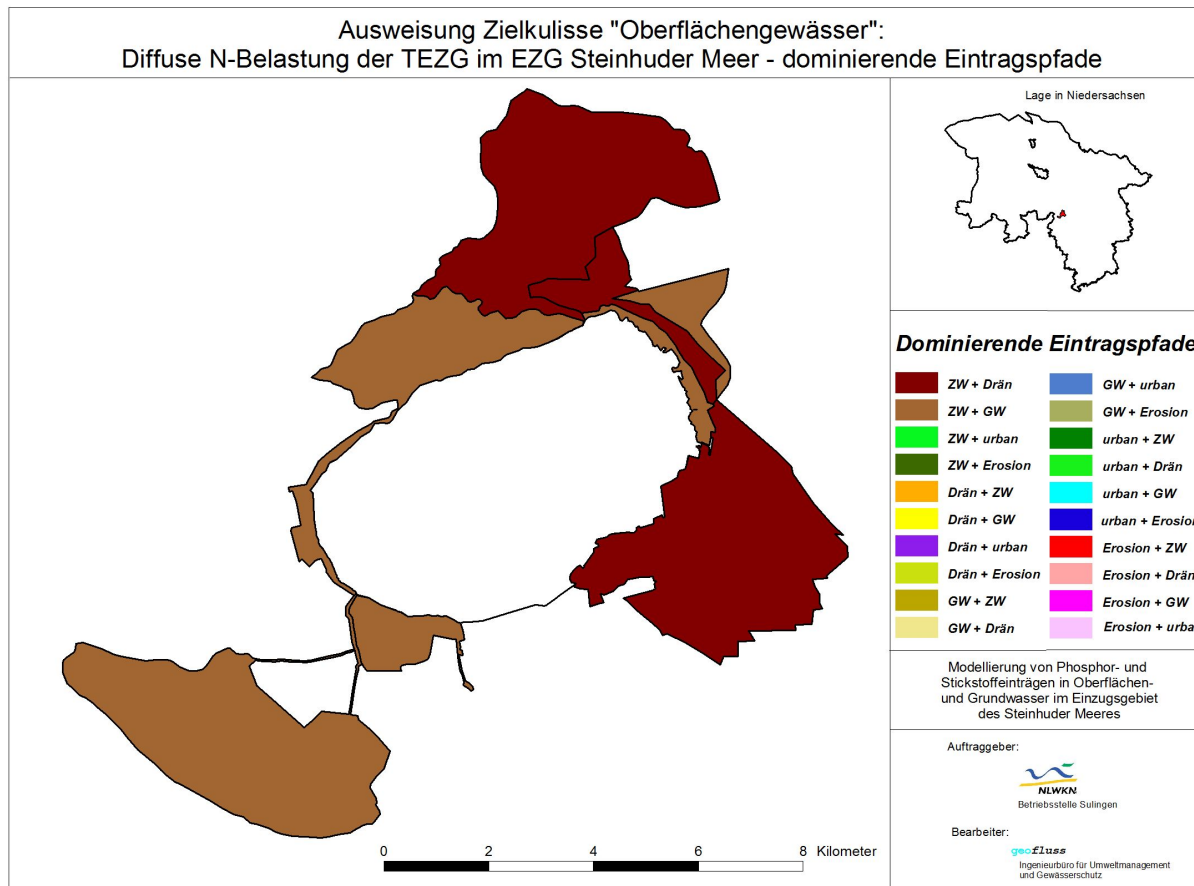 Ausweisung Zielkulisse "Oberflächengewässer":
Diffuse N-Belastung der TEZG im EZG Steinhuder Meer - dominierende Eintragspfade
Lage in Niedersachsen
Dominierende Eintragspfade
ZW + Drän
ZW + GW
ZW + urban
ZW + Erosion
Drän + ZW
Drän + GW
Drän + urban
Drän + Erosion
GW + ZW
GW + Drän
GW + urban
GW + Erosion
urban + ZW
urban + Drän
urban + GW
urban + Erosion
Erosion + ZW
Erosion + Drän
Erosion + GW
Erosion + urba
Modellierung von Phosphor- und
Stickstoffeinträgen in Oberflächen-
und Grundwasser im Einzugsgebiet
des Steinhuder Meeres
Auftraggeber:
NLWKN
Betriebsstelle Sulingen
Bearbeiter:
geofluss
Ingenieurbüro für Umweltmanagement
und Gewässerschutz
0 2 4 6 8 Kilometer